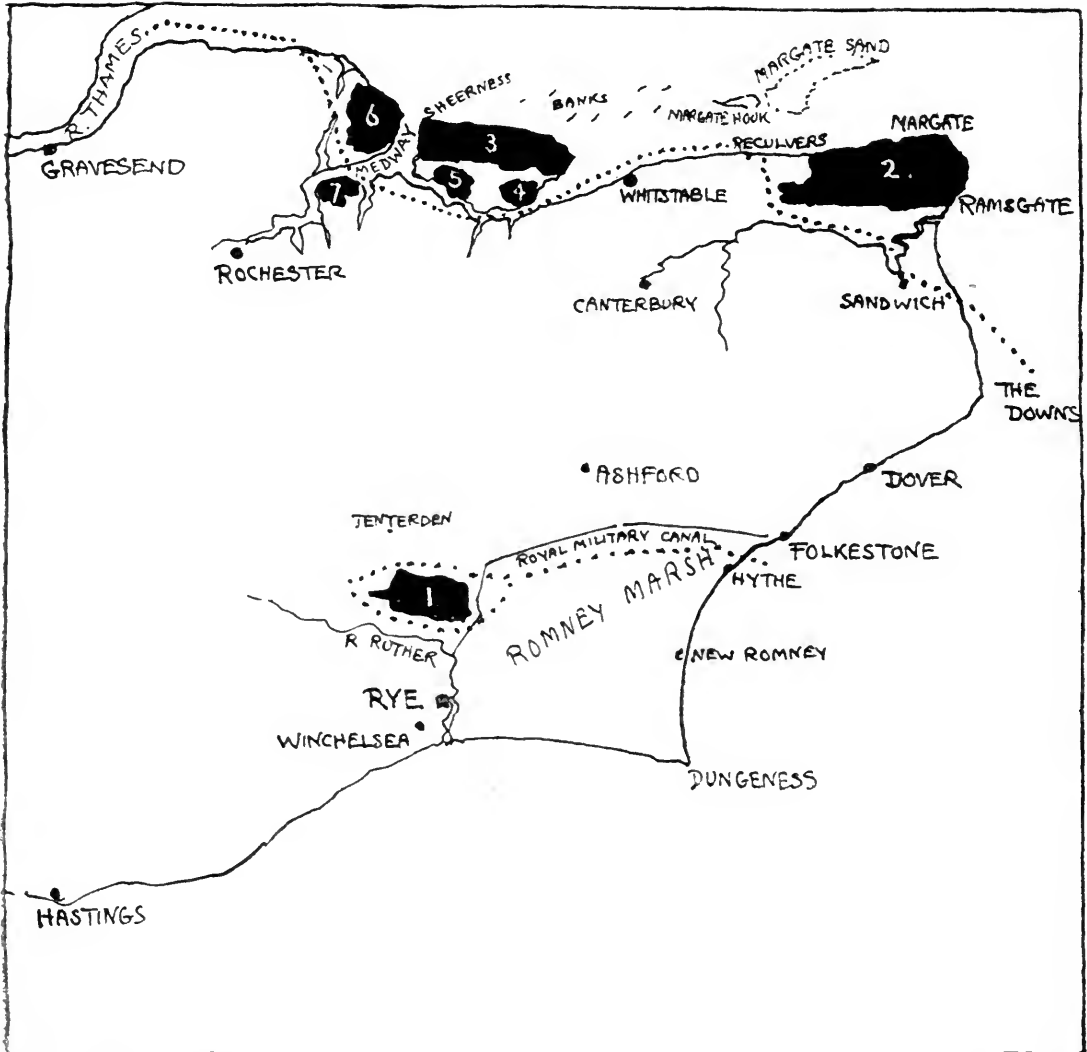 R. THAMES.
GRAVESEND
SHEERNESS
MARGATE SAND
BANKS
MARGATE HOOK
6
MEDWAY
3
5
4
7
ROCHESTER
WHITSTABLE
RECULVERS
MARGATE
2.
RAMSGATE
CANTERBURY
SANDWICH
THE
DOWNS
ASHFORD
DOVER
TENTERDEN
ROYAL MILITARY CANAL
FOLKESTONE
HYTHE
1
ROMNEY MARSH
R RUTHER
NEW ROMNEY
RYE
WINCHELSEA
DUNGENESS
HASTINGS